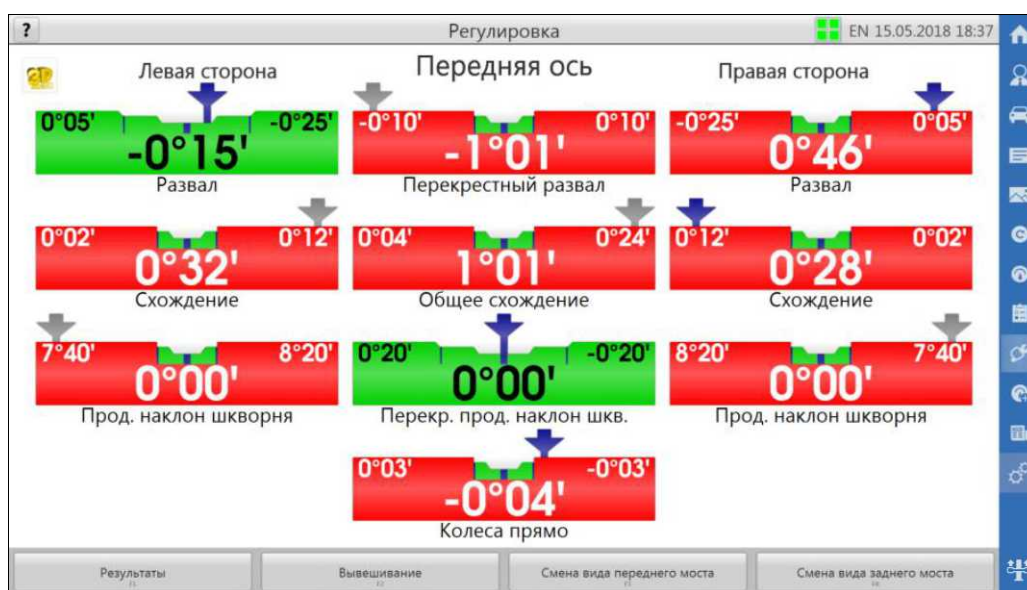 ? Регулировка EN 15.05.2018 18:37
Левая сторона Передняя ось Правая сторона
0°05' -0°25' -0°10' 0°10' -0°25' 0°05'
-0°15' -1°01' 0°46'
Развал Перекрестный развал Развал
0°02' 0°12' 0°04' 0°24' 0°12' 0°02'
0°32' 1°01' 0°28'
Схождение Общее схождение Схождение
7°40' 8°20' 0°20' -0°20' 8°20' 7°40'
0°00' 0°00' 0°00'
Прод. наклон шкворня Перекр. прод. наклон шкв. Прод. наклон шкворня
0°03' -0°03'
-0°04'
Колеса прямо
Результаты Вывешивание Смена вида переднего моста Смена вида заднего моста